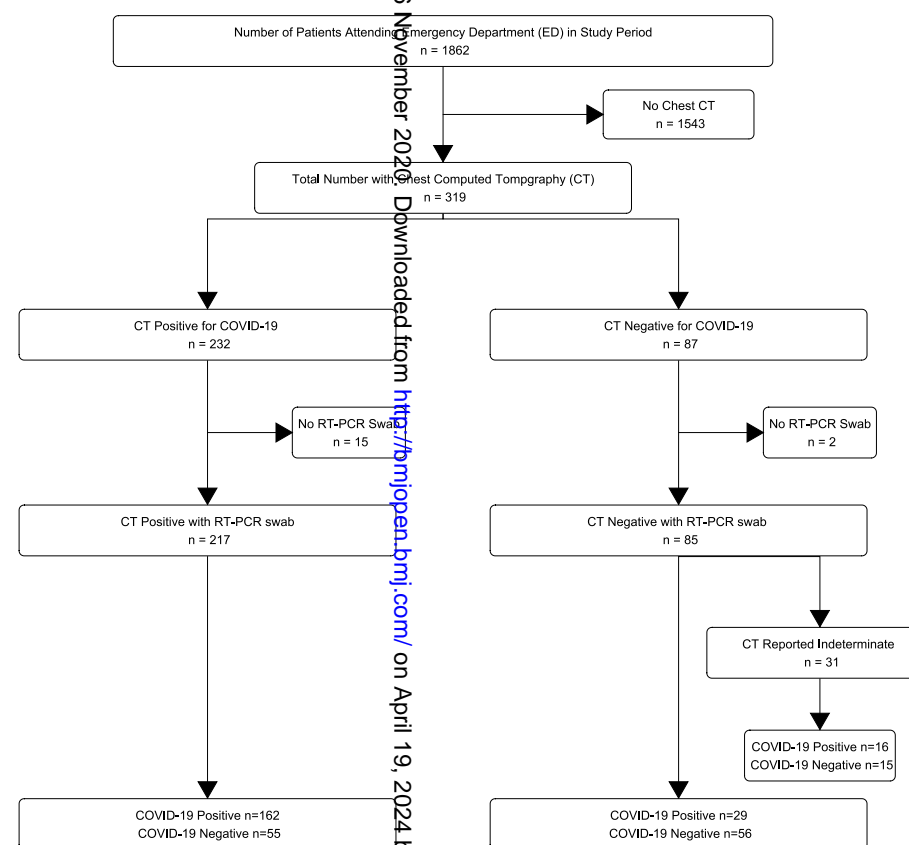 Number of Patients Attending Emergency Department (ED) in Study Period
n = 1862
No Chest CT
n = 1543
Total Number with Chest Computed Tompgraphy (CT)
n = 319
CT Positive for COVID-19
n = 232
CT Negative for COVID-19
n = 87
No RT-PCR Swab
n = 15
No RT-PCR Swab
n = 2
CT Positive with RT-PCR swab
n = 217
CT Negative with RT-PCR swab
n = 85
CT Reported Indeterminate
n = 31
COVID-19 Positive n=16
COVID-19 Negative n=15
COVID-19 Positive n=162
COVID-19 Negative n=55
COVID-19 Positive n=29
COVID-19 Negative n=56
November 2020. Downloaded from http://bmjopen.bmj.com/ on April 19, 2024